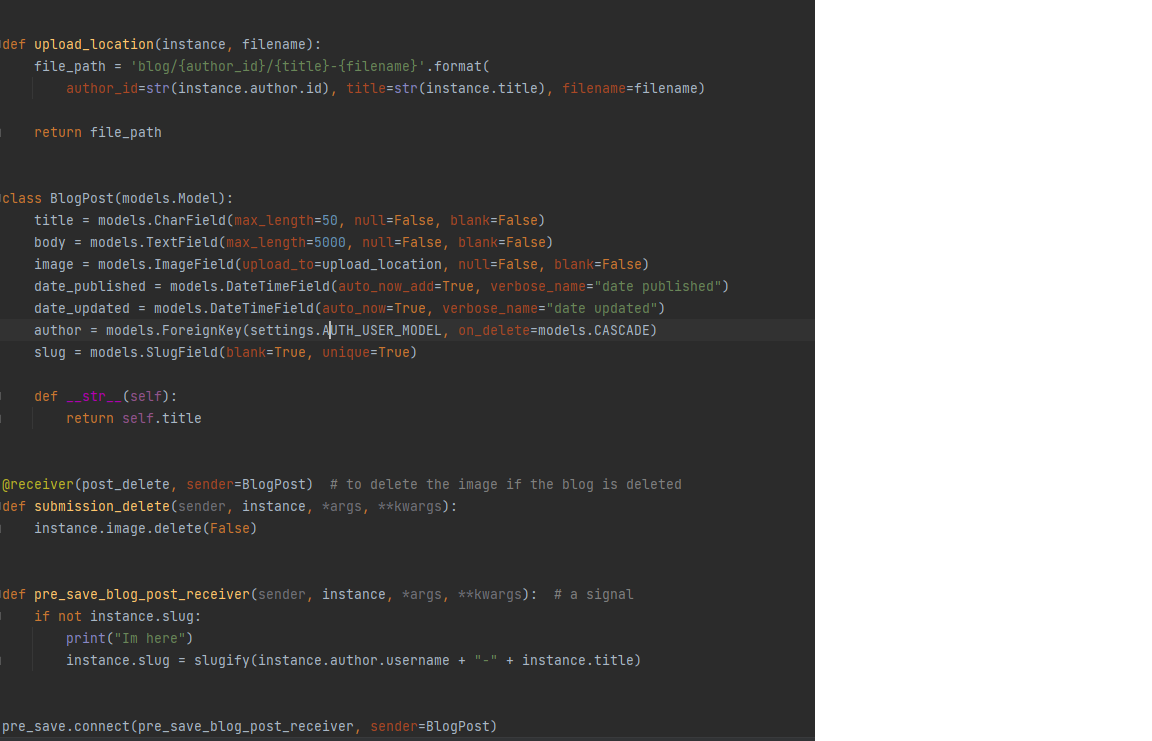 def upload_location(instance, filename):
    file_path = 'blog/{author_id}/{title}-{filename}'.format(
        author_id=str(instance.author.id), title=str(instance.title), filename=filename)
    return file_path
class BlogPost(models.Model):
    title = models.CharField(max_length=50, null=False, blank=False)
    body = models.TextField(max_length=5000, null=False, blank=False)
    image = models.ImageField(upload_to=upload_location, null=False, blank=False)
    date_published = models.DateTimeField(auto_now_add=True, verbose_name="date published")
    date_updated = models.DateTimeField(auto_now=True, verbose_name="date updated")
    author = models.ForeignKey(settings.AUTH_USER_MODEL, on_delete=models.CASCADE)
    slug = models.SlugField(blank=True, unique=True)
    def __str__(self):
        return self.title
@receiver(post_delete, sender=BlogPost)  # to delete the image if the blog is deleted
def submission_delete(sender, instance, *args, **kwargs):
    instance.image.delete(False)
def pre_save_blog_post_receiver(sender, instance, *args, **kwargs):  # a signal
    if not instance.slug:
        print("Im here")
        instance.slug = slugify(instance.author.username + "-" + instance.title)
pre_save.connect(pre_save_blog_post_receiver, sender=BlogPost)